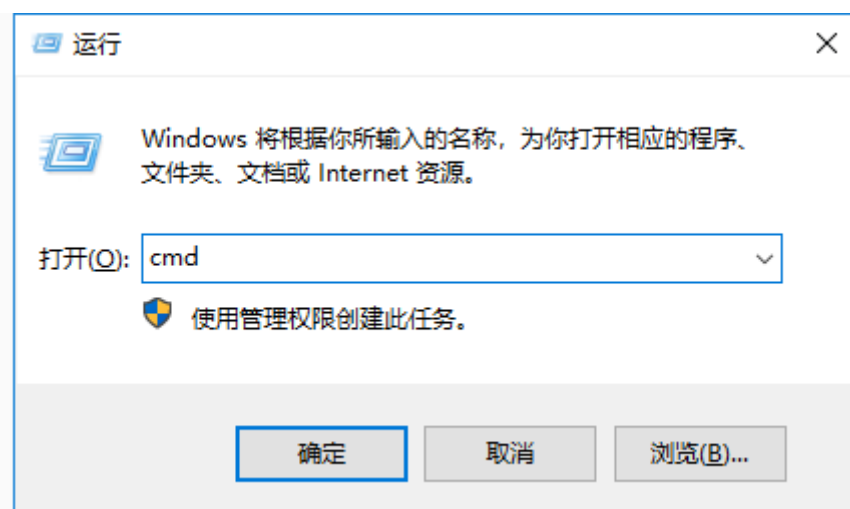 运行
Windows 将根据你所输入的名称，为你打开相应的程序、
文件夹、文档或 Internet 资源。
打开(O): cmd
使用管理权限创建此任务。
确定 取消 浏览(B)...